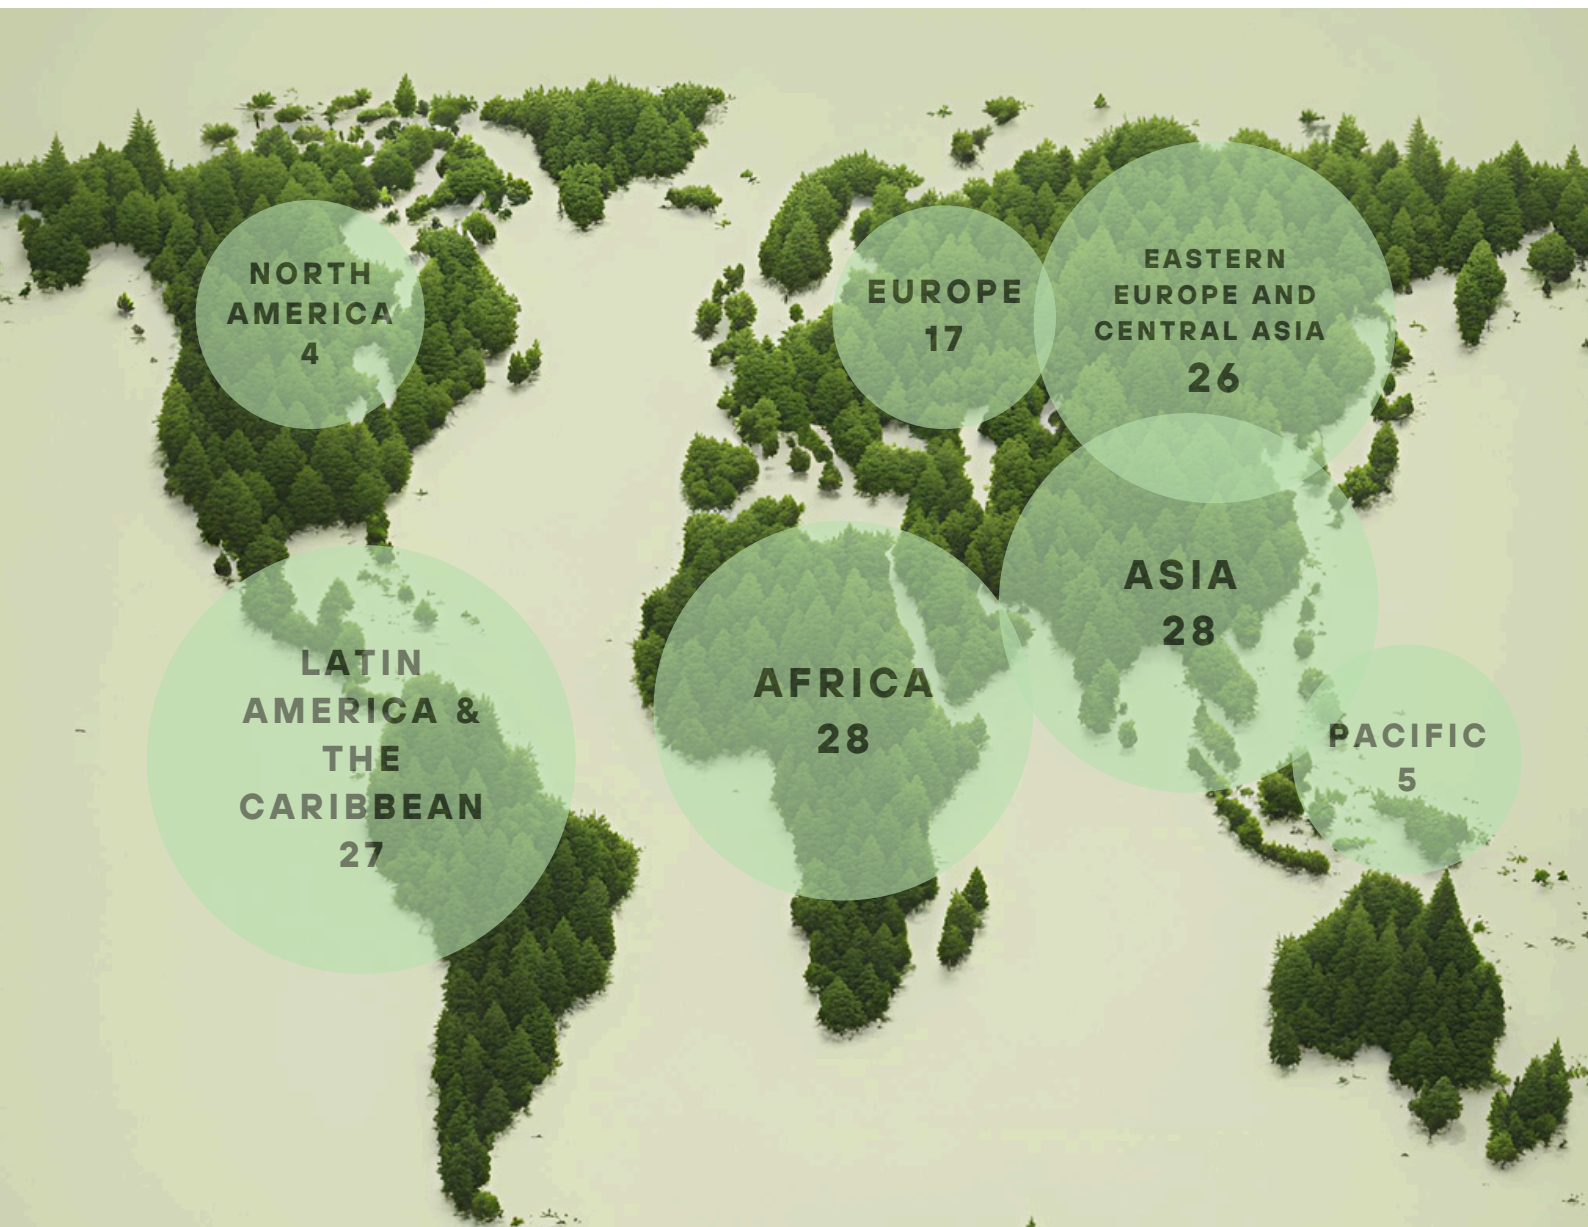 NORTH
AMERICA
4
EUROPE
17
EASTERN
EUROPE AND
CENTRAL ASIA
26
ASIA
28
LATIN
AMERICA &
THE
CARIBBEAN
27
AFRICA
28
PACIFIC
5